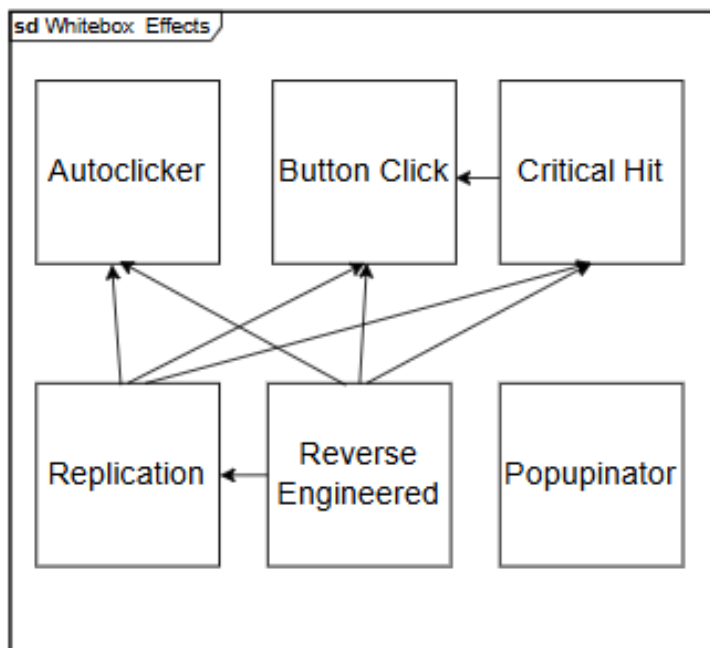 sd Whitebox Effects
Autoclicker
Button Click
Critical Hit
Replication
Reverse
Engineered
Popupinator